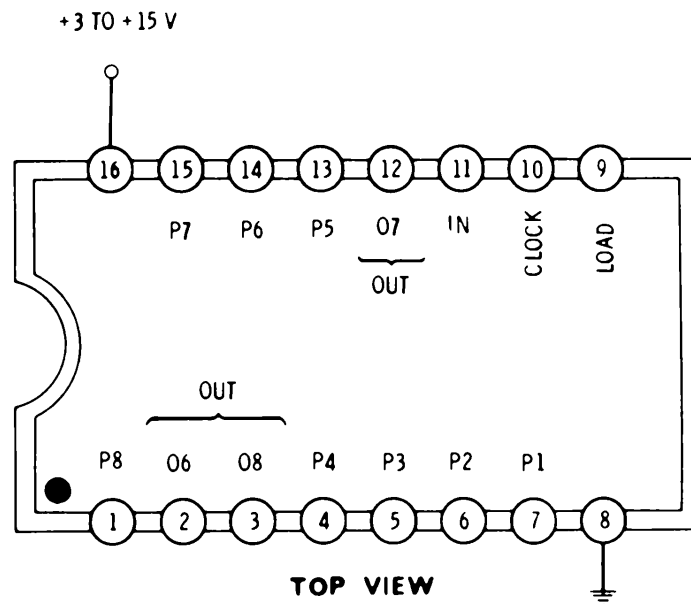 +3 TO +15 V
16 15 14 13 12 11 10 9
P7 P6 P5 O7 IN CLOCK LOAD
OUT
OUT
P8 O6 O8 P4 P3 P2 P1
1 2 3 4 5 6 7 8
TOP VIEW